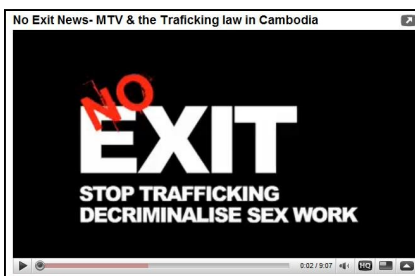 No Exit News- MTV & the Traficking law in Cambodia
NO
EXIT
STOP TRAFFICKING
DECRIMINALISE SEX WORK
0:02 / 9:07 HQ